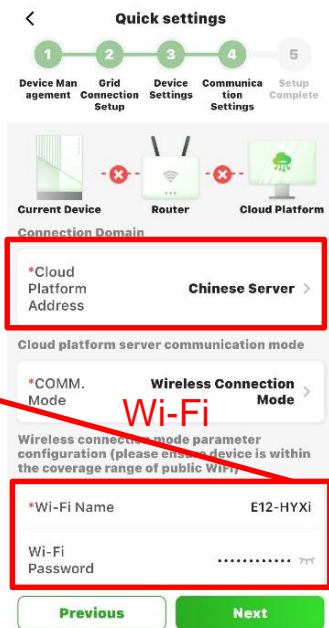 Quick settings
1 2 3 4 5
Device Man
agement
Grid
Connection
Setup
Device
Settings
Communica
tion
Settings
Setup
Complete
Current Device Router Cloud Platform
Connection Domain
*Cloud
Platform
Address
Chinese Server
Cloud platform server communication mode
*COMM.
Mode
Wireless Connection
Mode
Wi-Fi
Wireless connection mode parameter
configuration (please ensure device is within
the coverage range of public WiFi)
*Wi-Fi Name E12-HYXi
Wi-Fi
Password
············
Previous Next